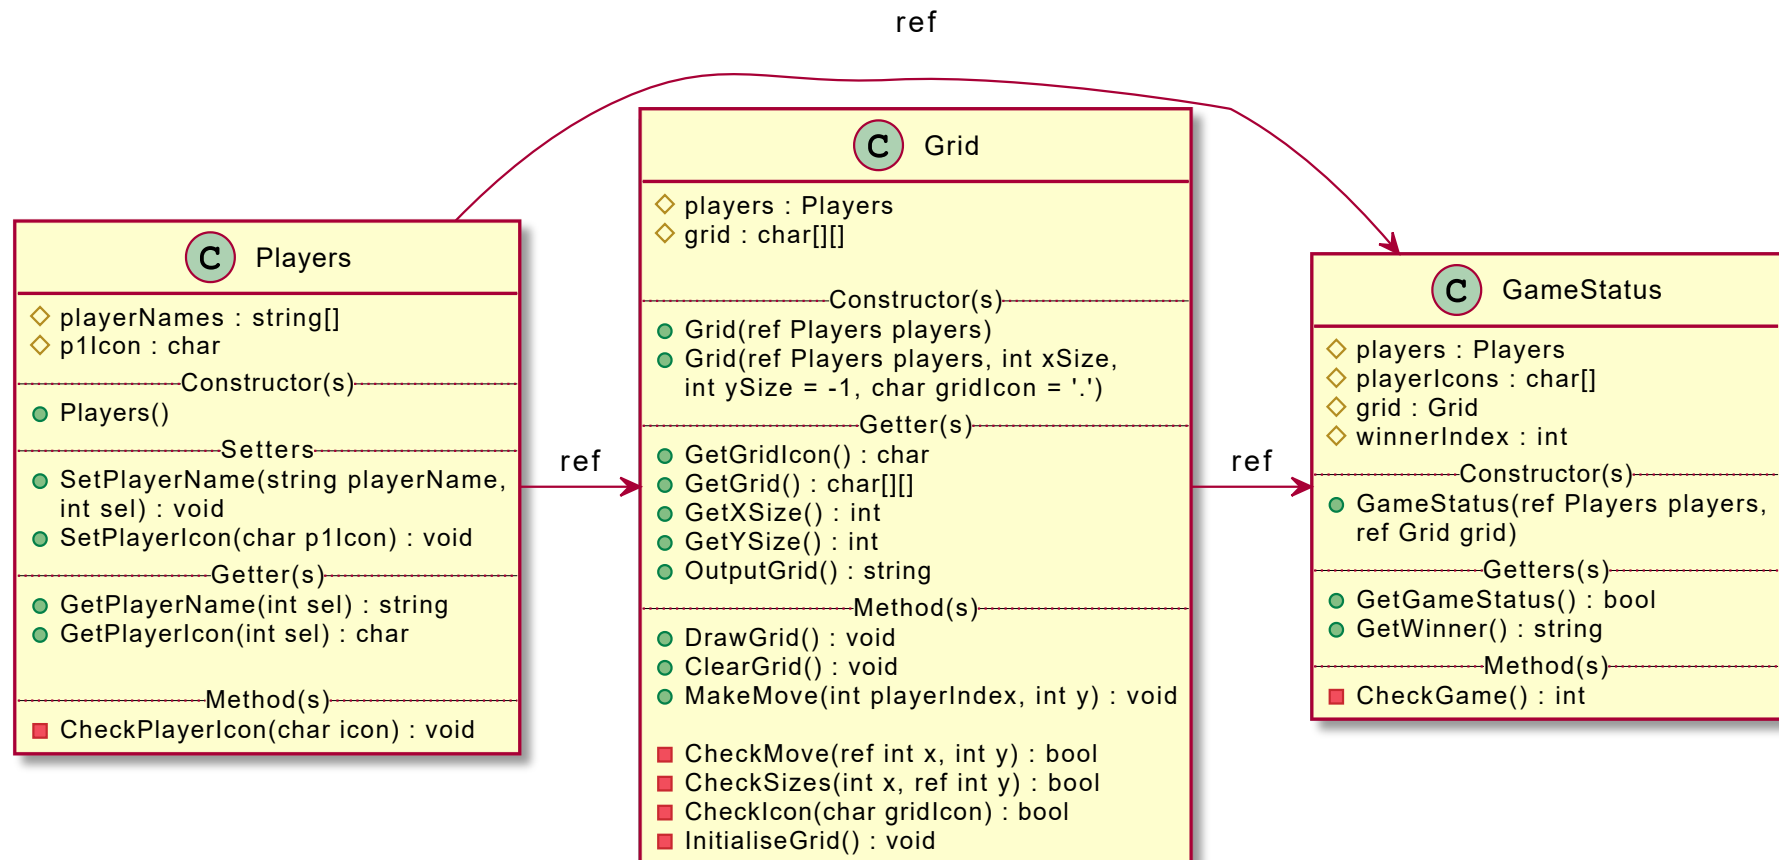 ref
C Players
playerNames : string[]
p1Icon : char
Constructor(s)
Players()
Setters
SetPlayerName(string playerName,
int sel) : void
SetPlayerIcon(char p1Icon) : void
Getter(s)
GetPlayerName(int sel) : string
GetPlayerIcon(int sel) : char
Method(s)
CheckPlayerIcon(char icon) : void
ref
C Grid
players : Players
grid : char[][]
Constructor(s)
Grid(ref Players players)
Grid(ref Players players, int xSize,
int ySize = -1, char gridIcon = '.')
Getter(s)
GetGridIcon() : char
GetGrid() : char[][]
GetXSize() : int
GetYSize() : int
OutputGrid() : string
Method(s)
DrawGrid() : void
ClearGrid() : void
MakeMove(int playerIndex, int y) : void
CheckMove(ref int x, int y) : bool
CheckSizes(int x, ref int y) : bool
CheckIcon(char gridIcon) : bool
InitialiseGrid() : void
ref
C GameStatus
players : Players
playerIcons : char[]
grid : Grid
winnerIndex : int
Constructor(s)
GameStatus(ref Players players,
ref Grid grid)
Getters(s)
GetGameStatus() : bool
GetWinner() : string
Method(s)
CheckGame() : int